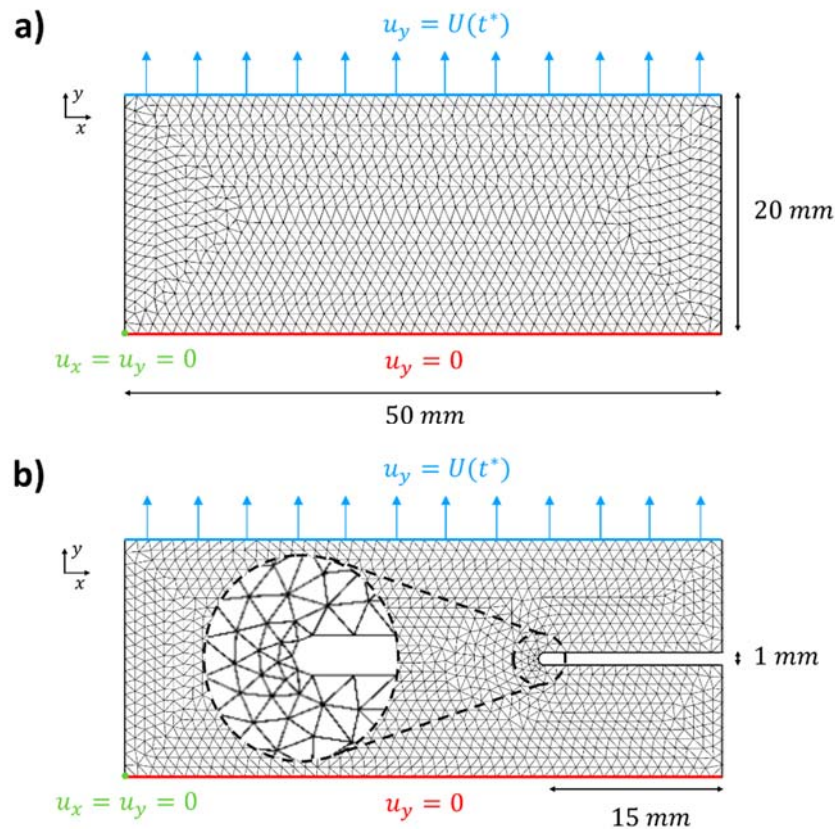 a)
u_y = U(t*)
y
x
20 mm
u_x = u_y = 0
u_y = 0
50 mm
b)
u_y = U(t*)
y
x
1 mm
u_x = u_y = 0
u_y = 0
15 mm